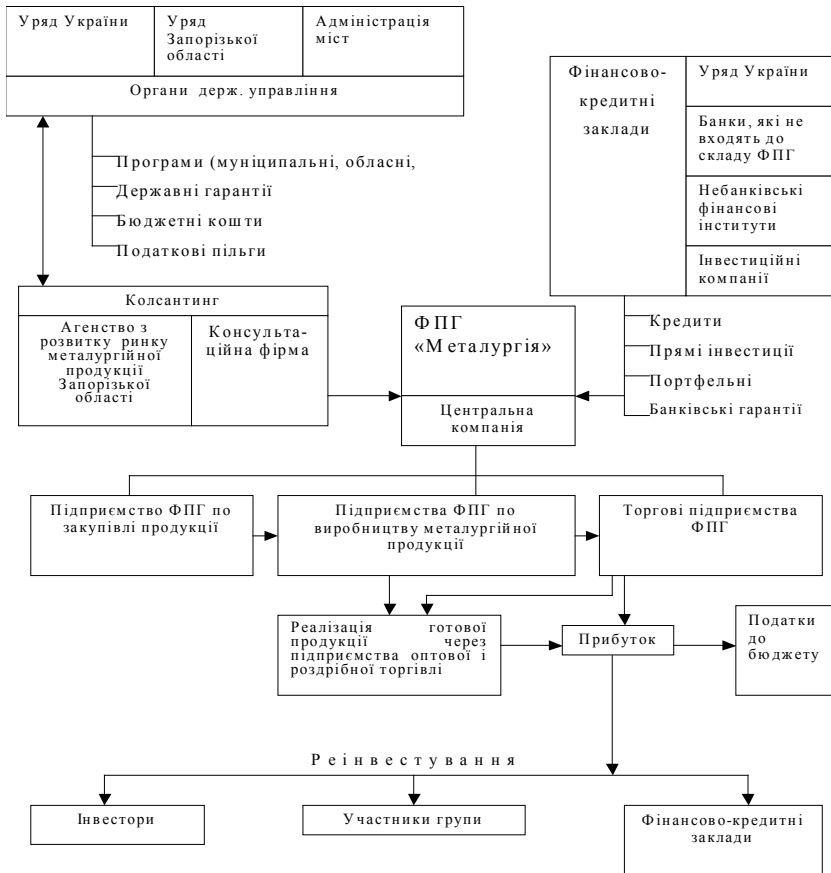 Уряд України
Уряд
Запорізької
області
Адміністрація
міст
Органи держ. управління
Програми (муніципальні, обласні,
Державні гарантії
Бюджетні кошти
Податкові пільги
Фінансово-
кредитні
заклади
Уряд України
Банки, які не
входять до
складу ФПГ
Небанківські
фінансові
інститути
Інвестиційні
компанії
Колсантинг
Агенство з
розвитку ринку
металургійної
продукції
Запорізької
області
Консульта-
ційна фірма
ФПГ
«Металургія»
Центральна
компанія
Кредити
Прямі інвестиції
Портфельні
Банківські гарантії
Підприємство ФПГ по
закупівлі продукції
Підприємства ФПГ по
виробництву металургійної
продукції
Торгові підприємства
ФПГ
Реалізація готової
продукції через
підприємства оптової і
роздрібної торгівлі
Прибуток
Податки
до
бюджету
Реінвестування
Інвестори
Участники групи
Фінансово-кредитні
заклади